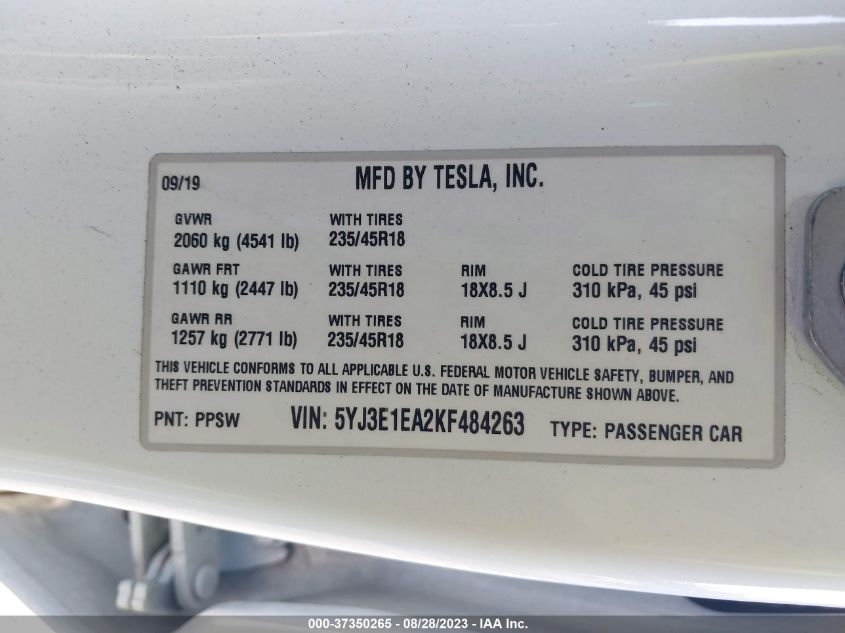 09/19 MFD BY TESLA, INC.
GVWR WITH TIRES
2060 kg (4541 lb) 235/45R18
GAWR FRT WITH TIRES RIM COLD TIRE PRESSURE
1110 kg (2447 lb) 235/45R18 18X8.5 J 310 kPa, 45 psi
GAWR RR WITH TIRES RIM COLD TIRE PRESSURE
1257 kg (2771 lb) 235/45R18 18X8.5 J 310 kPa, 45 psi
THIS VEHICLE CONFORMS TO ALL APPLICABLE U.S. FEDERAL MOTOR VEHICLE SAFETY, BUMPER, AND
THEFT PREVENTION STANDARDS IN EFFECT ON THE DATE OF MANUFACTURE SHOWN ABOVE.
PNT: PPSW VIN: 5YJ3E1EA2KF484263 TYPE: PASSENGER CAR
000-37350265 - 08/28/2023 - IAA Inc.